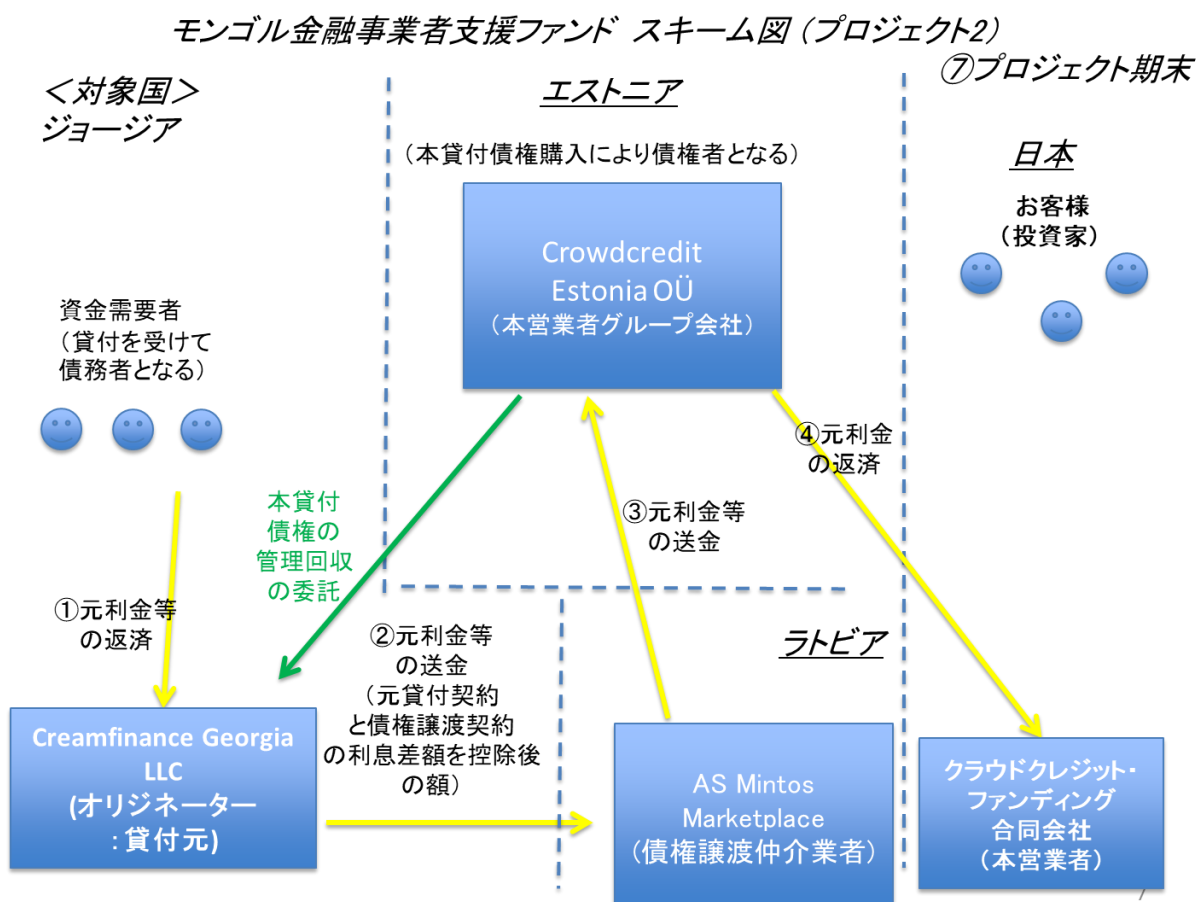 モンゴル金融事業者支援ファンド スキーム図（プロジェクト2）
⑦プロジェクト期末
＜対象国＞
ジョージア
エストニア
（本貸付債権購入により債権者となる）
日本
お客様
（投資家）
Crowdcredit
Estonia OÜ
（本営業者グループ会社）
資金需要者
（貸付を受けて
債務者となる）
④元利金
の返済
本貸付
債権の
管理回収
の委託
③元利金等
の送金
①元利金等
の返済
②元利金等
の送金
（元貸付契約
と債権譲渡契約
の利息差額を控除後
の額）
ラトビア
Creamfinance Georgia
LLC
(オリジネーター
：貸付元)
AS Mintos
Marketplace
（債権譲渡仲介業者）
クラウドクレジット・
ファンディング
合同会社
（本営業者）